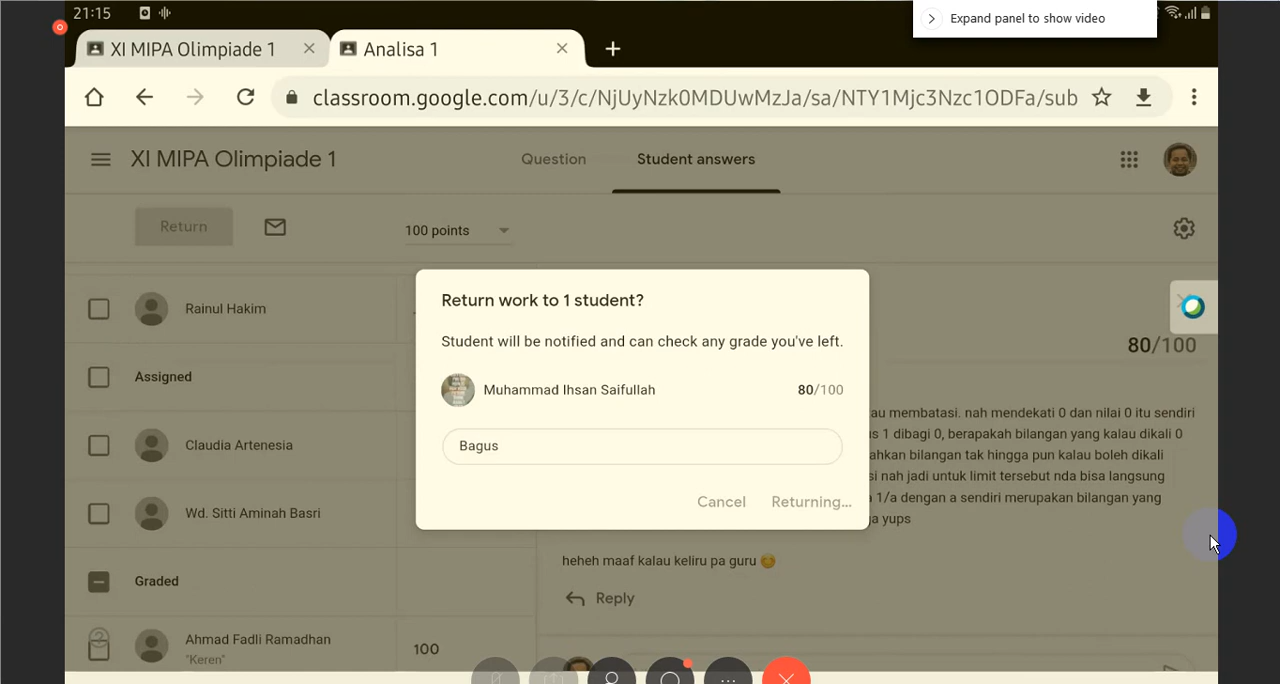 21:15
Expand panel to show video
XI MIPA Olimpiade 1
Analisa 1
classroom.google.com/u/3/c/NjUyNzk0MDUwMzJa/sa/NTY1Mjc3Nzc1ODFa/sub
XI MIPA Olimpiade 1
Question
Student answers
Return
100 points
Rainul Hakim
Assigned
Claudia Artenesia
Wd. Sitti Aminah Basri
Graded
Ahmad Fadli Ramadhan
"Keren"
100
Return work to 1 student?
Student will be notified and can check any grade you've left.
Muhammad Ihsan Saifullah
80/100
Bagus
Cancel
Returning...
80/100
membatasi. nah mendekati 0 dan nilai 0 itu sendiri
1 dibagi 0, berapakah bilangan yang kalau dikali 0
bilangan tak hingga pun kalau boleh dikali
nah jadi untuk limit tersebut nda bisa langsung
1/a dengan a sendiri merupakan bilangan yang
yups
heheh maaf kalau keliru pa guru 😊
Reply